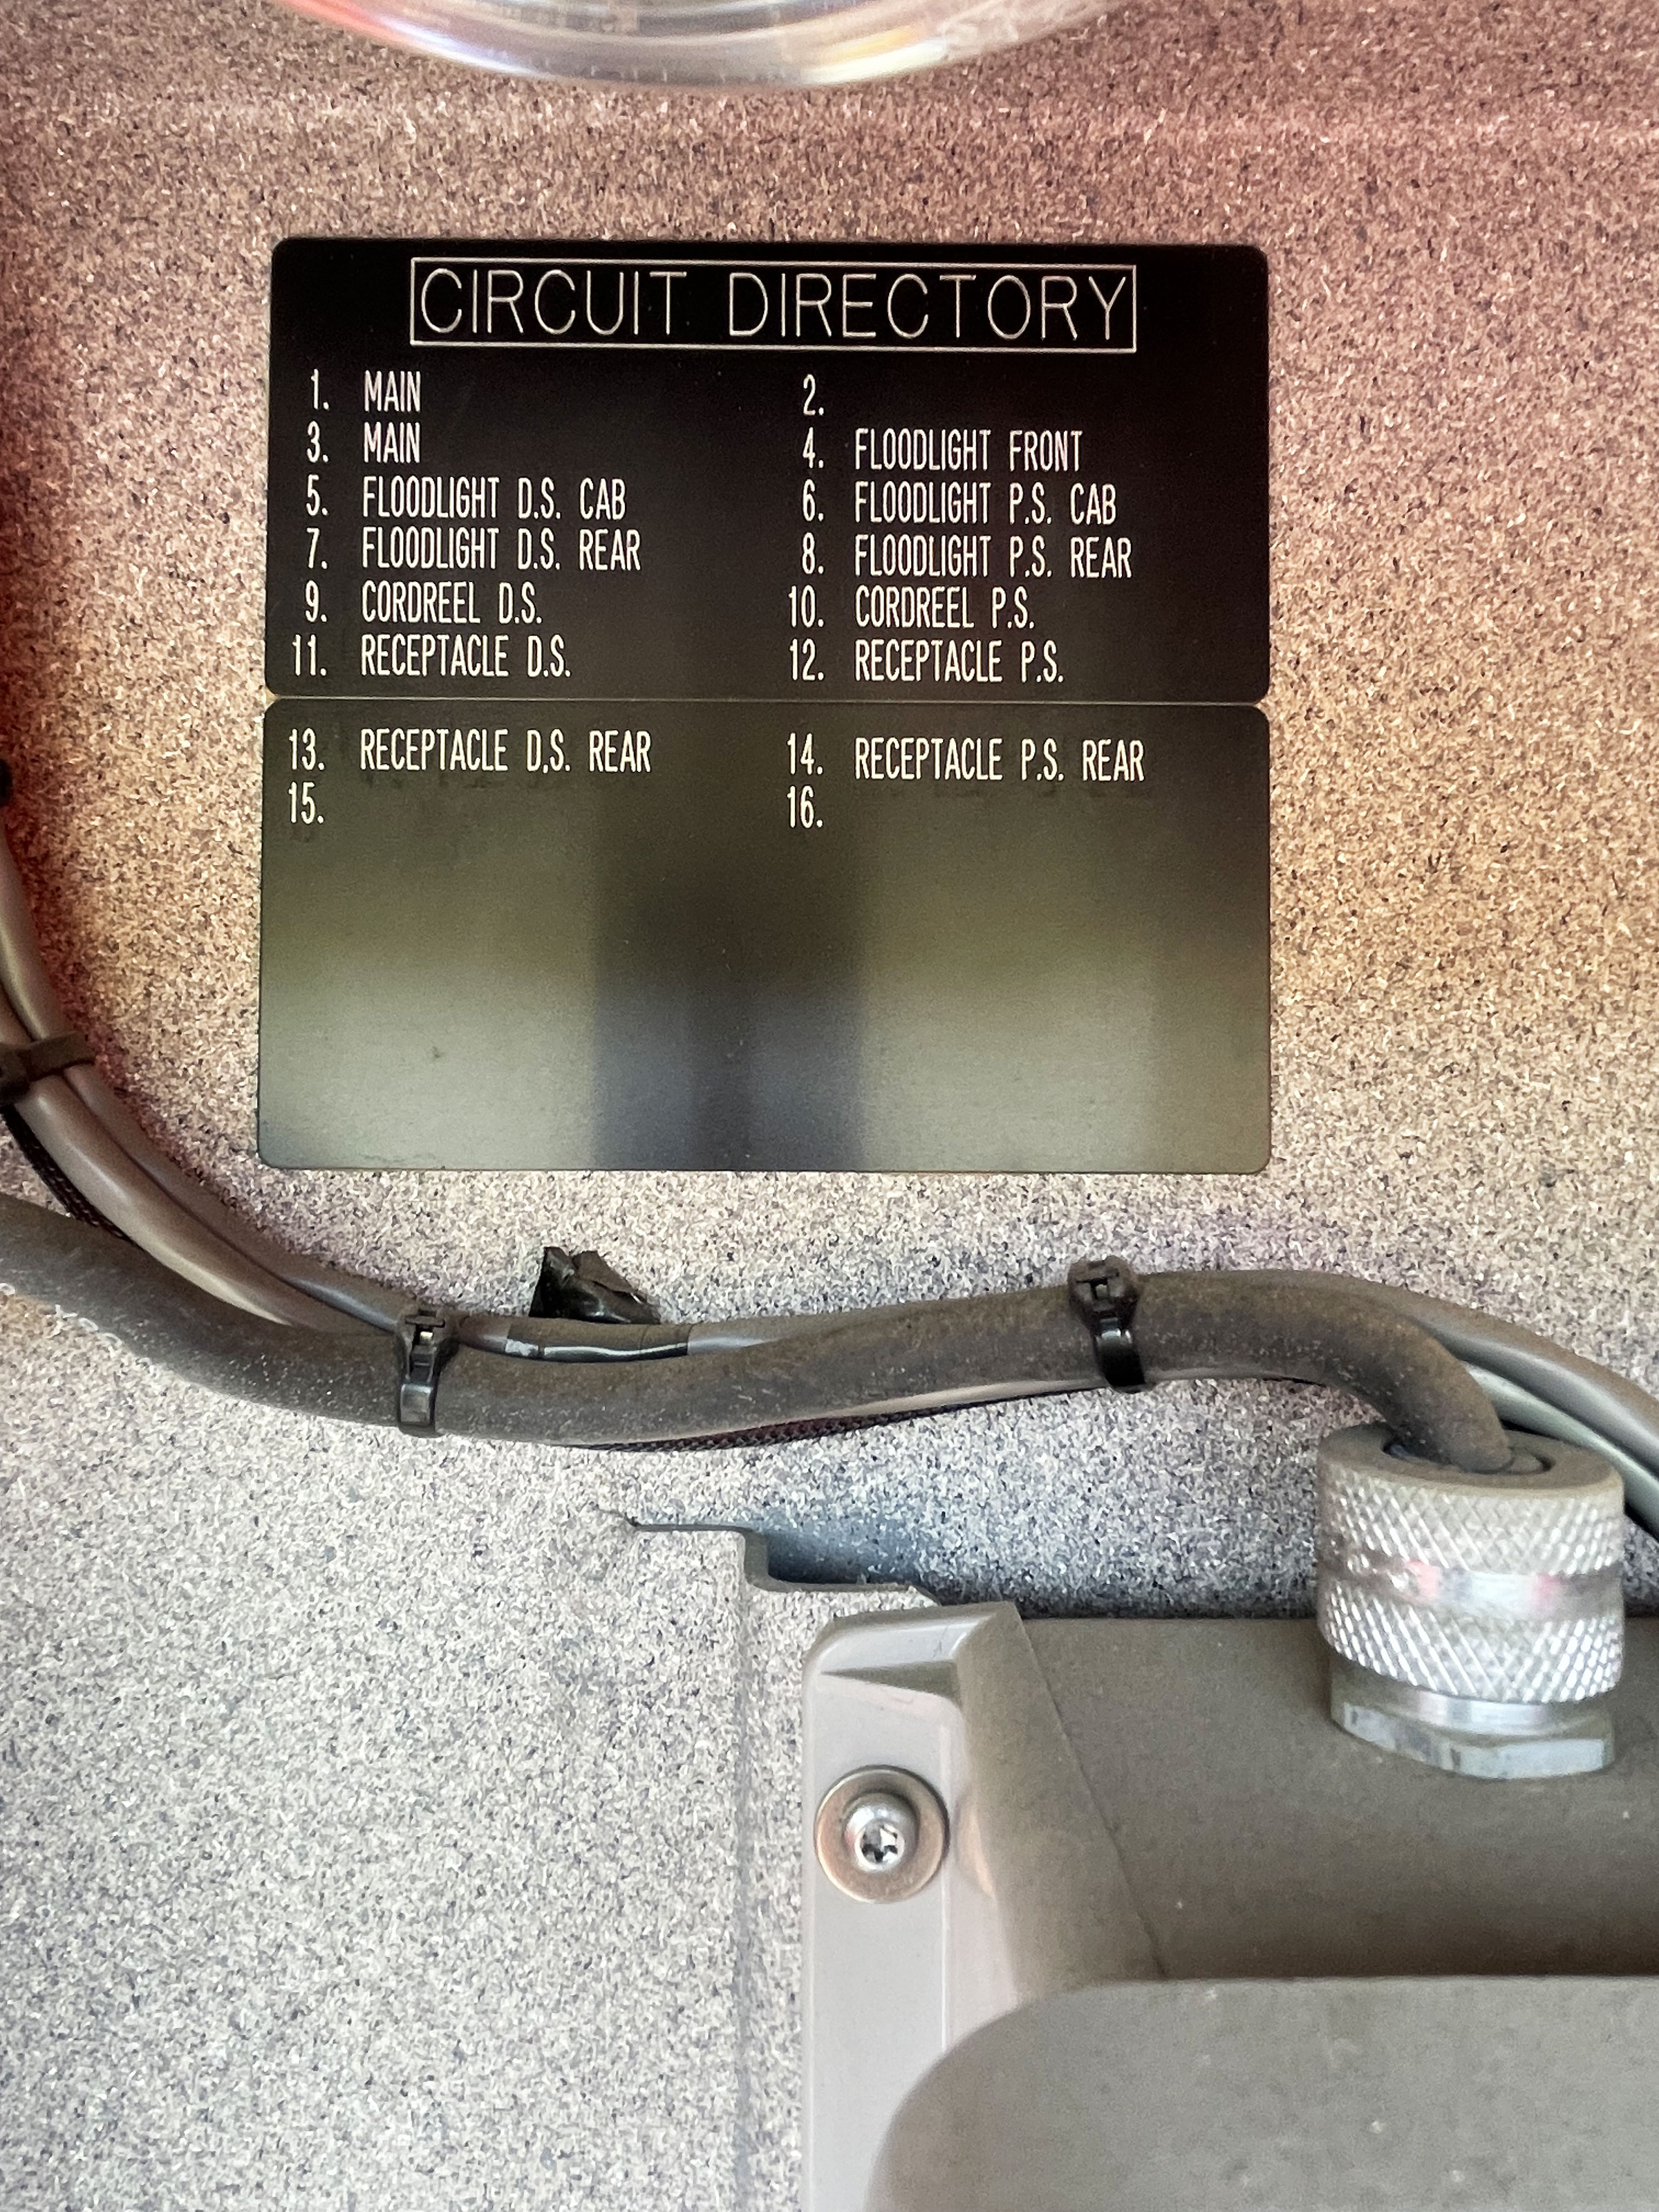 CIRCUIT DIRECTORY
1. MAIN 2.
3. MAIN 4. FLOODLIGHT FRONT
5. FLOODLIGHT D.S. CAB 6. FLOODLIGHT P.S. CAB
7. FLOODLIGHT D.S. REAR 8. FLOODLIGHT P.S. REAR
9. CORDREEL D.S. 10. CORDREEL P.S.
11. RECEPTACLE D.S. 12. RECEPTACLE P.S.
13. RECEPTACLE D.S. REAR 14. RECEPTACLE P.S. REAR
15. 16.